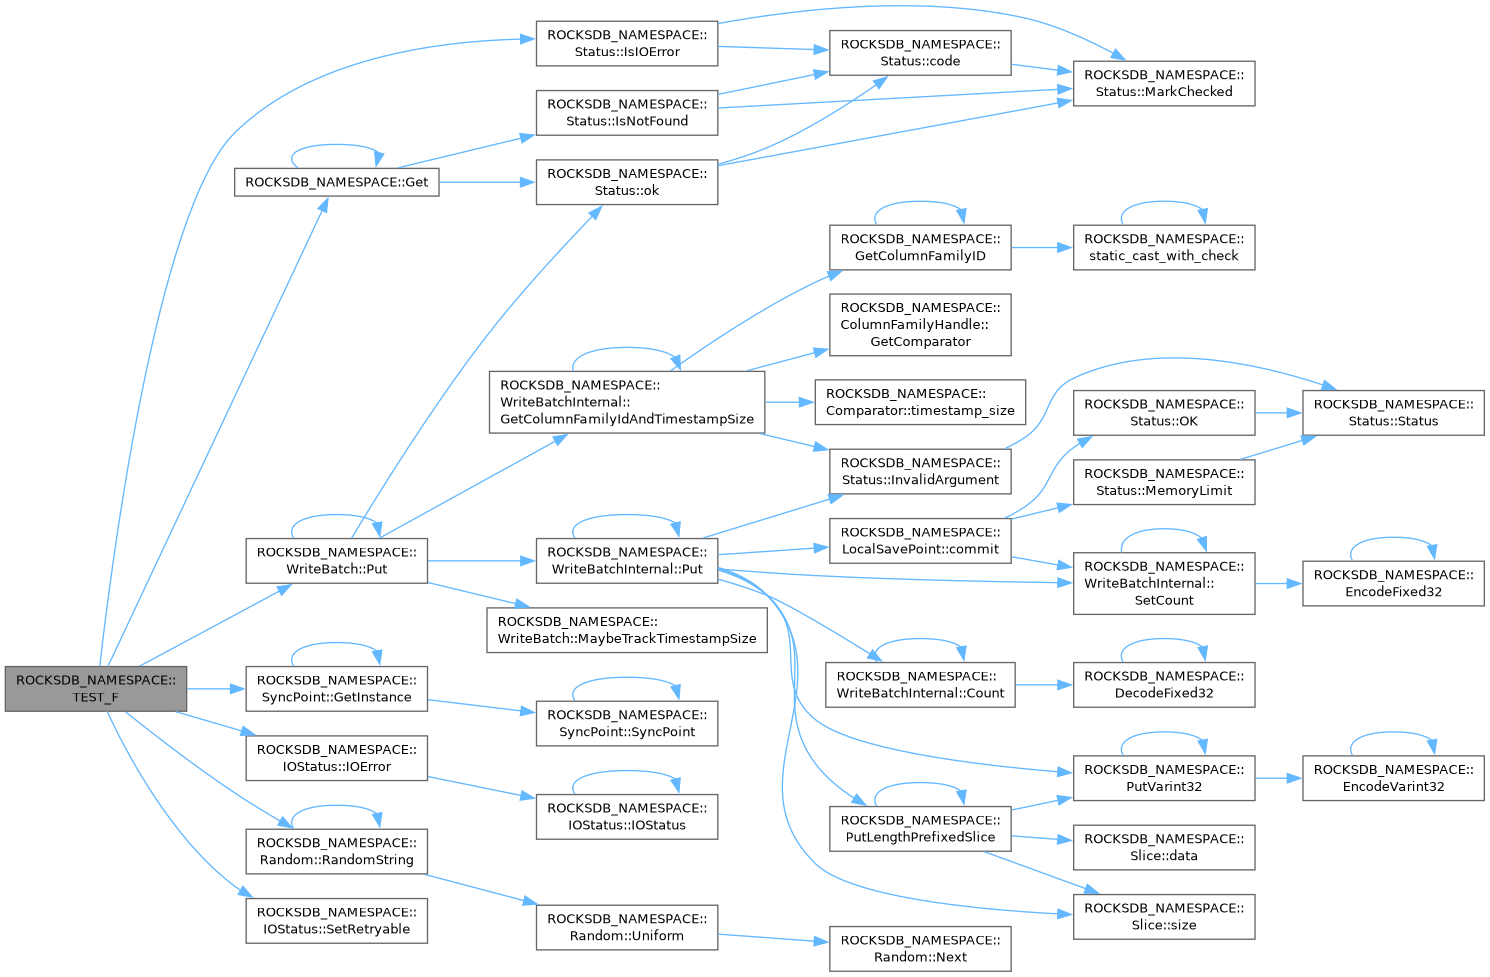 ROCKSDB_NAMESPACE::
TEST_F
ROCKSDB_NAMESPACE::Get
ROCKSDB_NAMESPACE::
WriteBatch::Put
ROCKSDB_NAMESPACE::
SyncPoint::GetInstance
ROCKSDB_NAMESPACE::
IOStatus::IOError
ROCKSDB_NAMESPACE::
Random::RandomString
ROCKSDB_NAMESPACE::
IOStatus::SetRetryable
ROCKSDB_NAMESPACE::
Status::IsIOError
ROCKSDB_NAMESPACE::
Status::IsNotFound
ROCKSDB_NAMESPACE::
Status::ok
ROCKSDB_NAMESPACE::
WriteBatchInternal::
GetColumnFamilyIdAndTimestampSize
ROCKSDB_NAMESPACE::
WriteBatchInternal::Put
ROCKSDB_NAMESPACE::
WriteBatch::MaybeTrackTimestampSize
ROCKSDB_NAMESPACE::
SyncPoint::SyncPoint
ROCKSDB_NAMESPACE::
IOStatus::IOStatus
ROCKSDB_NAMESPACE::
Random::Uniform
ROCKSDB_NAMESPACE::
Status::code
ROCKSDB_NAMESPACE::
GetColumnFamilyID
ROCKSDB_NAMESPACE::
ColumnFamilyHandle::
GetComparator
ROCKSDB_NAMESPACE::
Comparator::timestamp_size
ROCKSDB_NAMESPACE::
Status::InvalidArgument
ROCKSDB_NAMESPACE::
LocalSavePoint::commit
ROCKSDB_NAMESPACE::
WriteBatchInternal::Count
ROCKSDB_NAMESPACE::
PutLengthPrefixedSlice
ROCKSDB_NAMESPACE::
Random::Next
ROCKSDB_NAMESPACE::
Status::MarkChecked
ROCKSDB_NAMESPACE::
static_cast_with_check
ROCKSDB_NAMESPACE::
Status::OK
ROCKSDB_NAMESPACE::
Status::MemoryLimit
ROCKSDB_NAMESPACE::
WriteBatchInternal::
SetCount
ROCKSDB_NAMESPACE::
DecodeFixed32
ROCKSDB_NAMESPACE::
PutVarint32
ROCKSDB_NAMESPACE::
Slice::data
ROCKSDB_NAMESPACE::
Slice::size
ROCKSDB_NAMESPACE::
Status::Status
ROCKSDB_NAMESPACE::
EncodeFixed32
ROCKSDB_NAMESPACE::
EncodeVarint32